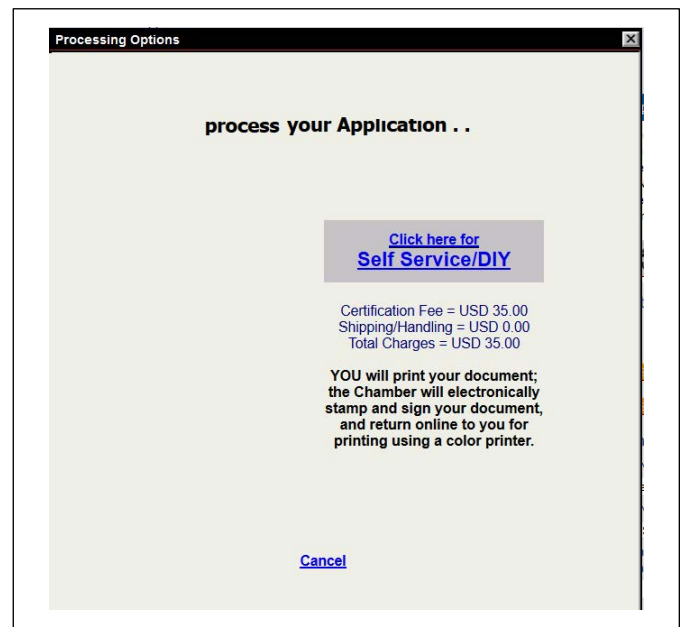 Processing Options
process your Application . .
Click here for
Self Service/DIY
Certification Fee = USD 35.00
Shipping/Handling = USD 0.00
Total Charges = USD 35.00
YOU will print your document;
the Chamber will electronically
stamp and sign your document,
and return online to you for
printing using a color printer.
Cancel